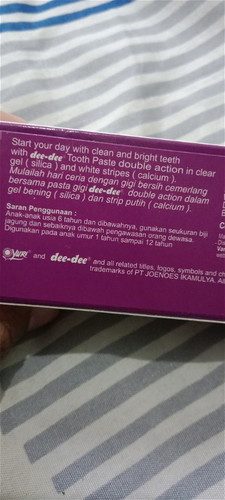 Start your day with clean and bright teeth
with dee-dee® Tooth Paste double action in clear
gel ( silica ) and white stripes ( calcium ).
Mulailah hari ceria dengan gigi bersih cemerlang
bersama pasta gigi dee-dee® double action dalam
gel bening ( silica ) dan strip putih ( calcium ).
Saran Penggunaan :
Anak-anak usia 6 tahun dan dibawahnya, gunakan seukuran biji
jagung dan sebaiknya dibawah pengawasan orang dewasa.
Digunakan pada anak umur 1 tahun sampai 12 tahun
and dee-dee® and all related titles, logos, symbols and ch
trademarks of PT JOENOES IKAMULYA. Al